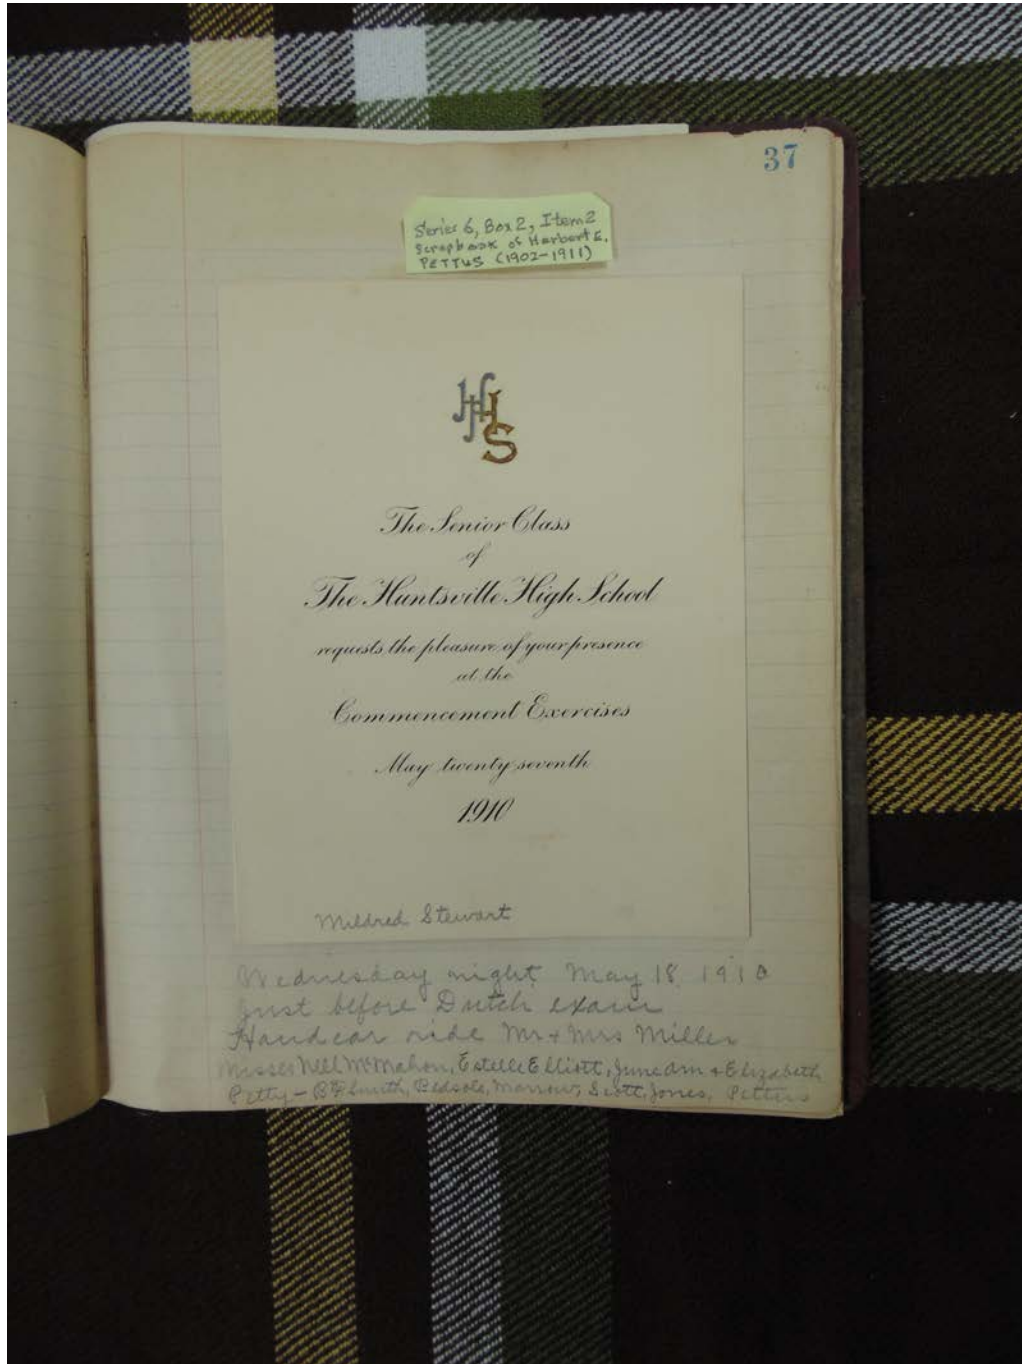 37
Series 6, Box 2, Item 2
Scrapbook of Herbert E.
PETTUS (1902-1911)
HHS
The Senior Class
of
The Huntsville High School
requests the pleasure of your presence
at the
Commencement Exercises
May twenty seventh
1910
Mildred Stewart
Wednesday night May 18, 1910
Just before Dutch exam
Hand car ride Mr + Mrs Miller
Misses Nell McMahon, Estelle Elliott, June + Elizabeth
Petty - Smith, Bedsole, Scott, Jones, Pettus